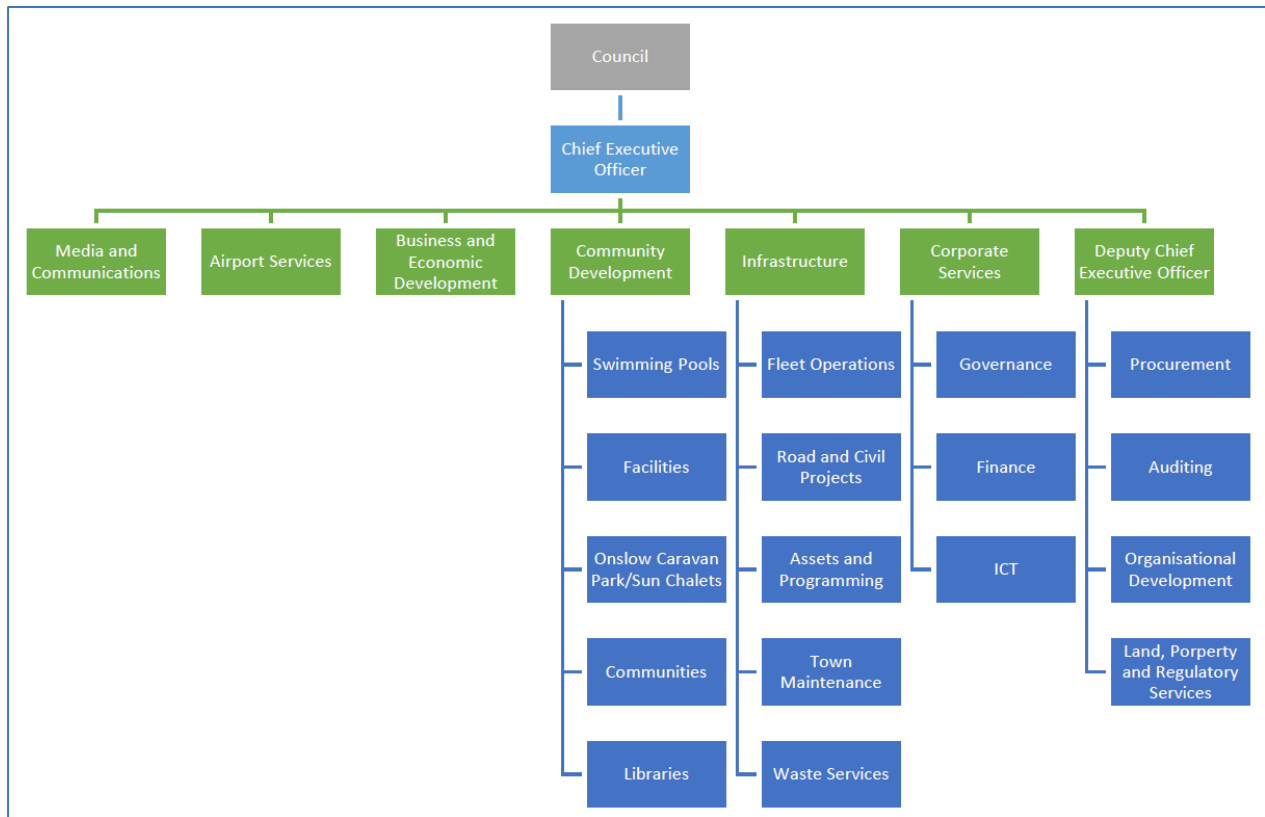 Council
Chief Executive
Officer
Media and
Communications
Airport Services
Business and
Economic
Development
Community
Development
Infrastructure
Corporate
Services
Deputy Chief
Executive Officer
Swimming Pools
Facilities
Onslow Caravan
Park/Sun Chalets
Communities
Libraries
Fleet Operations
Road and Civil
Projects
Assets and
Programming
Town
Maintenance
Waste Services
Governance
Finance
ICT
Procurement
Auditing
Organisational
Development
Land, Porperty
and Regulatory
Services